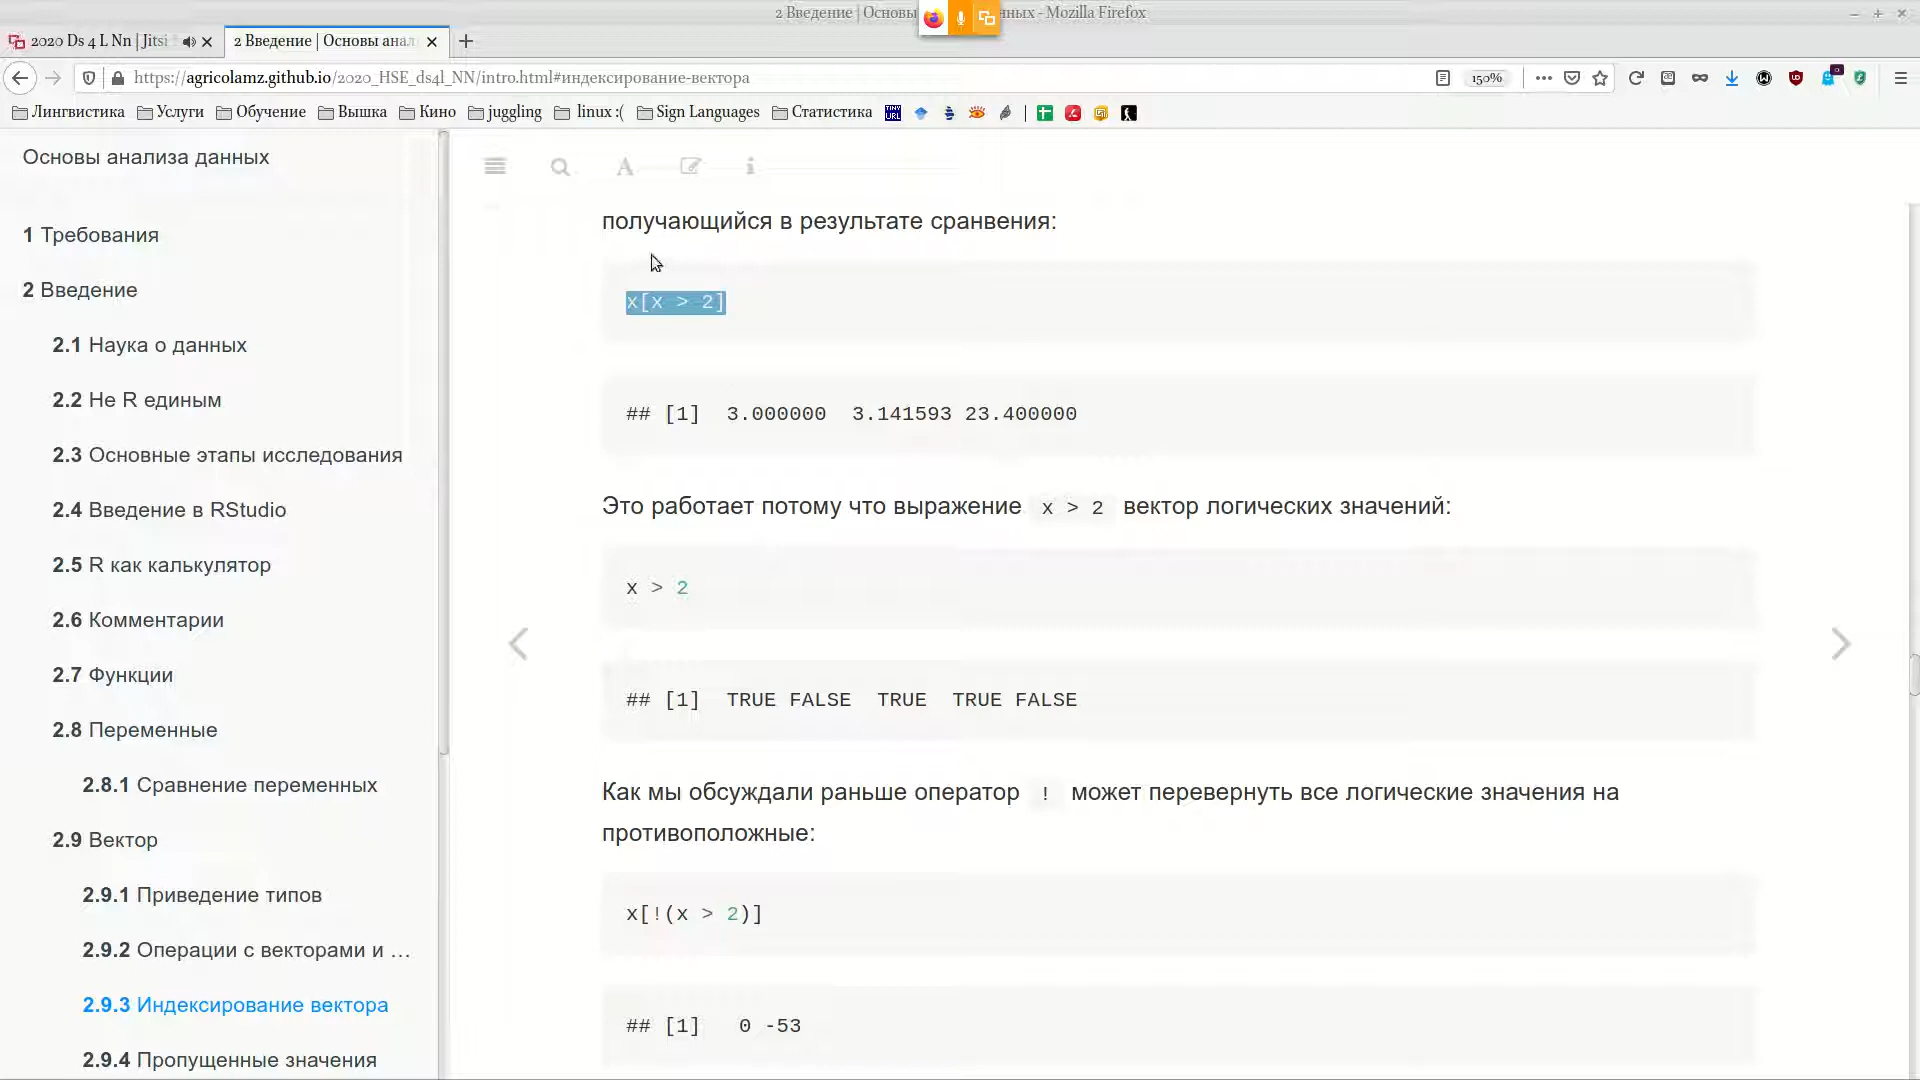 2 Введение | Основы
нных - Mozilla Firefox
2020 Ds 4 L Nn | Jitsi
2 Введение | Основы анал
https://agricolamz.github.io/2020_HSE_ds4l_NN/intro.html#индексирование-вектора
150%
Лингвистика Услуги Обучение Вышка Кино juggling linux :( Sign Languages Статистика TINY URL
Основы анализа данных
1 Требования
2 Введение
2.1 Наука о данных
2.2 Не R единым
2.3 Основные этапы исследования
2.4 Введение в RStudio
2.5 R как калькулятор
2.6 Комментарии
2.7 Функции
2.8 Переменные
2.8.1 Сравнение переменных
2.9 Вектор
2.9.1 Приведение типов
2.9.2 Операции с векторами и …
2.9.3 Индексирование вектора
2.9.4 Пропущенные значения
получающийся в результате сранвения:
x[x > 2]
## [1]  3.000000  3.141593 23.400000
Это работает потому что выражение x > 2 вектор логических значений:
x > 2
## [1]  TRUE FALSE  TRUE  TRUE FALSE
Как мы обсуждали раньше оператор ! может перевернуть все логические значения на
противоположные:
x[!(x > 2)]
## [1]   0 -53